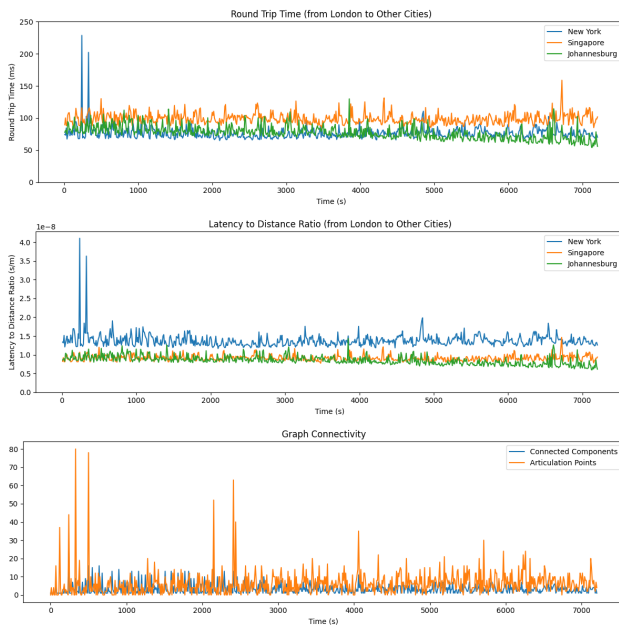 Round Trip Time (from London to Other Cities)
250
200
150
100
50
0
Round Trip Time (ms)
New York
Singapore
Johannesburg
0 1000 2000 3000 4000 5000 6000 7000
Time (s)
Latency to Distance Ratio (from London to Other Cities)
1e−8
4.0
3.5
3.0
2.5
2.0
1.5
1.0
0.5
0.0
Latency to Distance Ratio (s/m)
New York
Singapore
Johannesburg
0 1000 2000 3000 4000 5000 6000 7000
Time (s)
Graph Connectivity
80
70
60
50
40
30
20
10
0
Connected Components
Articulation Points
0 1000 2000 3000 4000 5000 6000 7000
Time (s)